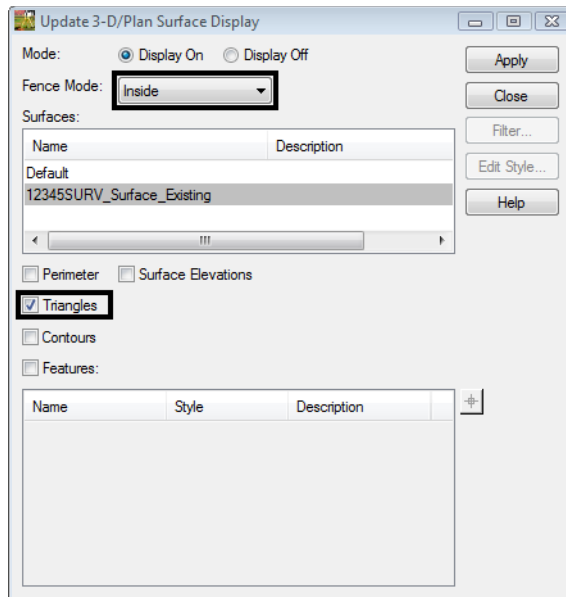 Update 3-D/Plan Surface Display
Mode: Display On Display Off
Apply
Fence Mode: Inside
Close
Surfaces:
Filter...
Name Description
Edit Style...
Default
12345SURV_Surface_Existing
Help
Perimeter Surface Elevations
Triangles
Contours
Features:
Name Style Description